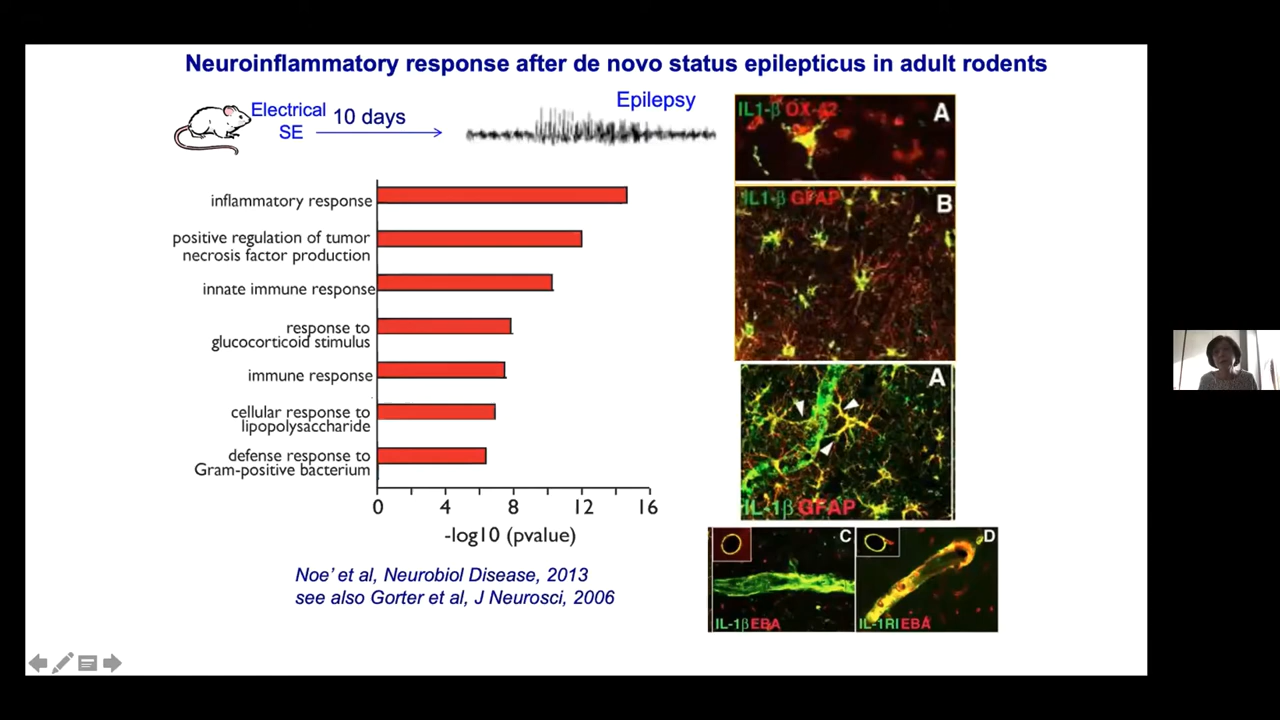 Neuroinflammatory response after de novo status epilepticus in adult rodents
Electrical
SE
10 days
Epilepsy
inflammatory response
positive regulation of tumor
necrosis factor production
innate immune response
response to
glucocorticoid stimulus
immune response
cellular response to
lipopolysaccharide
defense response to
Gram-positive bacterium
0 4 8 12 16
-log10 (pvalue)
Noe' et al, Neurobiol Disease, 2013
see also Gorter et al, J Neurosci, 2006
IL1-β OX-42 A
IL1-β GFAP B
A
IL-1β GFAP
C
IL-1β EBA
D
IL-1RI EBA